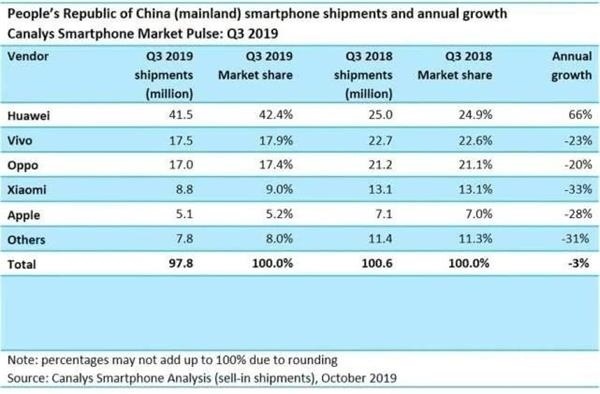 People's Republic of China (mainland) smartphone shipments and annual growth
Canalys Smartphone Market Pulse: Q3 2019
Vendor Q3 2019 shipments (million) Q3 2019 Market share Q3 2018 shipments (million) Q3 2018 Market share Annual growth
Huawei 41.5 42.4% 25.0 24.9% 66%
Vivo 17.5 17.9% 22.7 22.6% -23%
Oppo 17.0 17.4% 21.2 21.1% -20%
Xiaomi 8.8 9.0% 13.1 13.1% -33%
Apple 5.1 5.2% 7.1 7.0% -28%
Others 7.8 8.0% 11.4 11.3% -31%
Total 97.8 100.0% 100.6 100.0% -3%
Note: percentages may not add up to 100% due to rounding
Source: Canalys Smartphone Analysis (sell-in shipments), October 2019